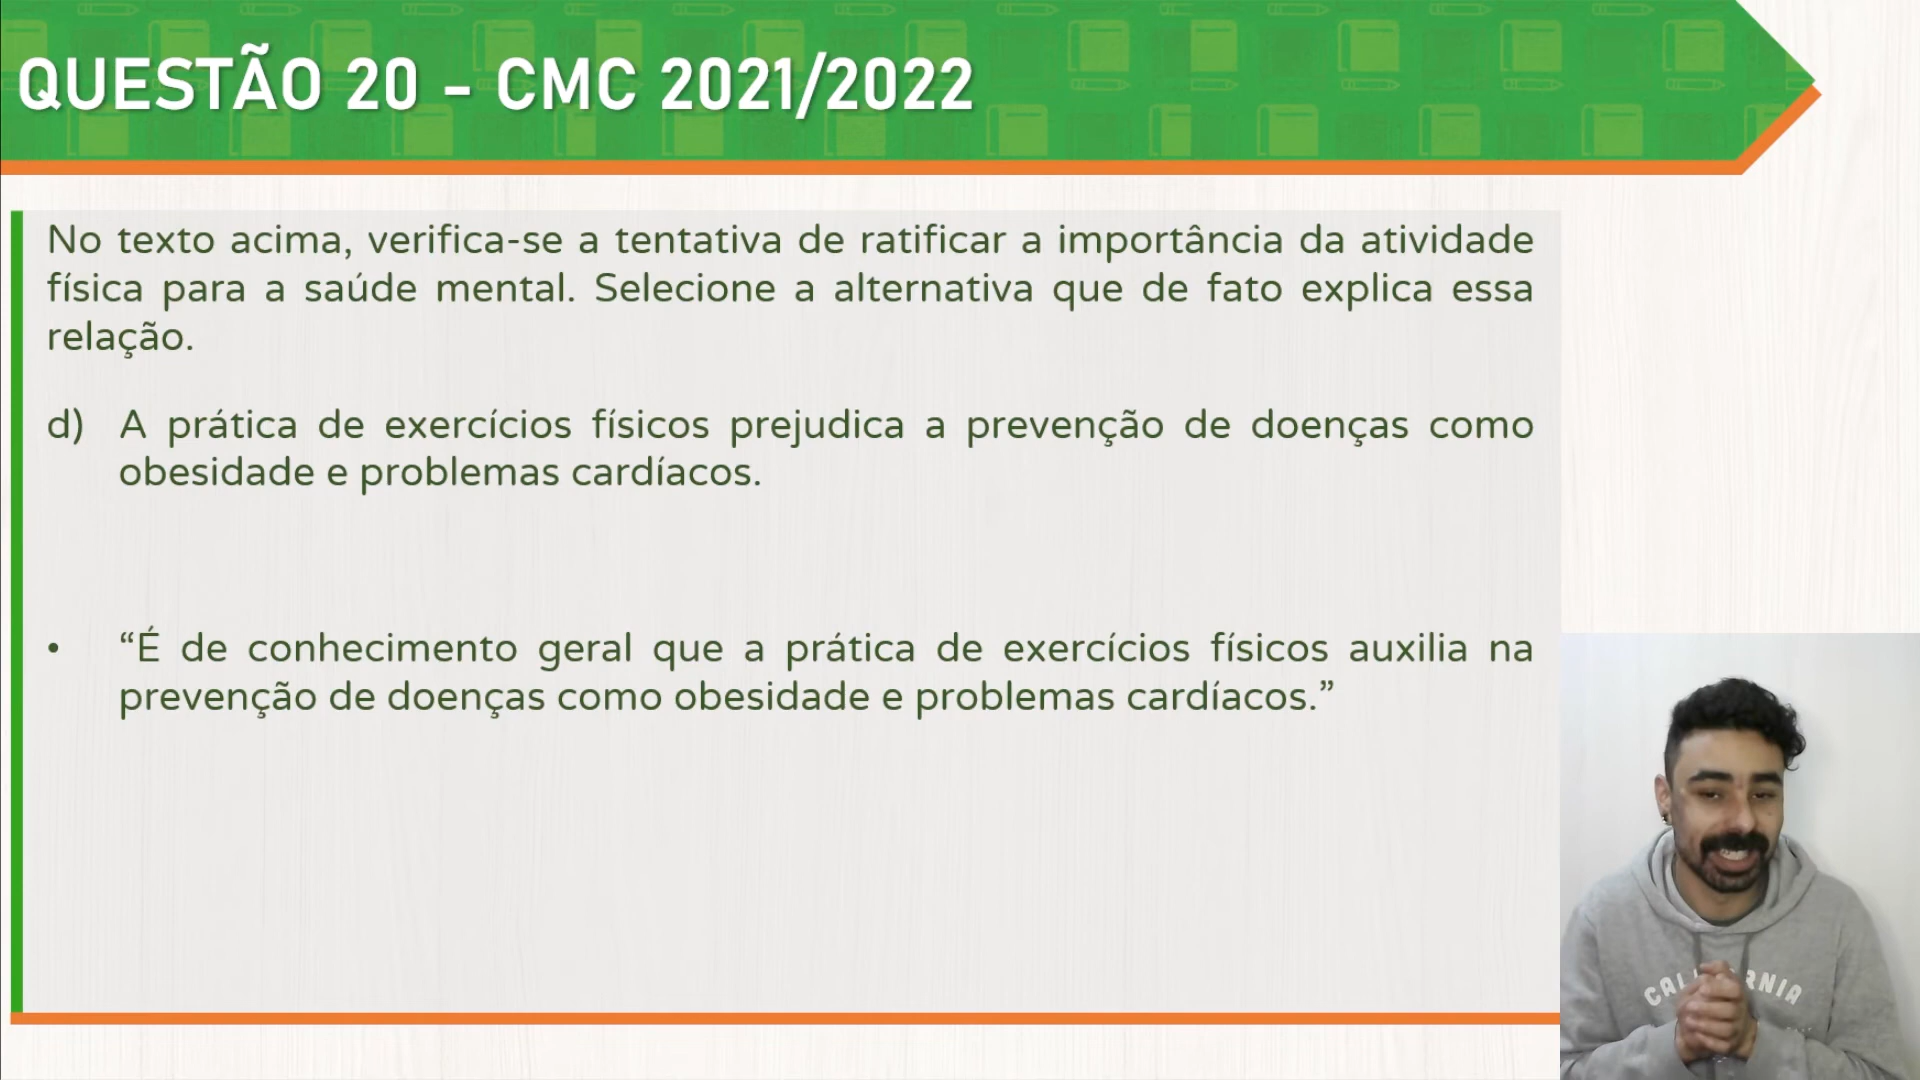 QUESTÃO 20 - CMC 2021/2022
No texto acima, verifica-se a tentativa de ratificar a importância da atividade
física para a saúde mental. Selecione a alternativa que de fato explica essa
relação.
d) A prática de exercícios físicos prejudica a prevenção de doenças como
obesidade e problemas cardíacos.
• “É de conhecimento geral que a prática de exercícios físicos auxilia na
prevenção de doenças como obesidade e problemas cardíacos.”